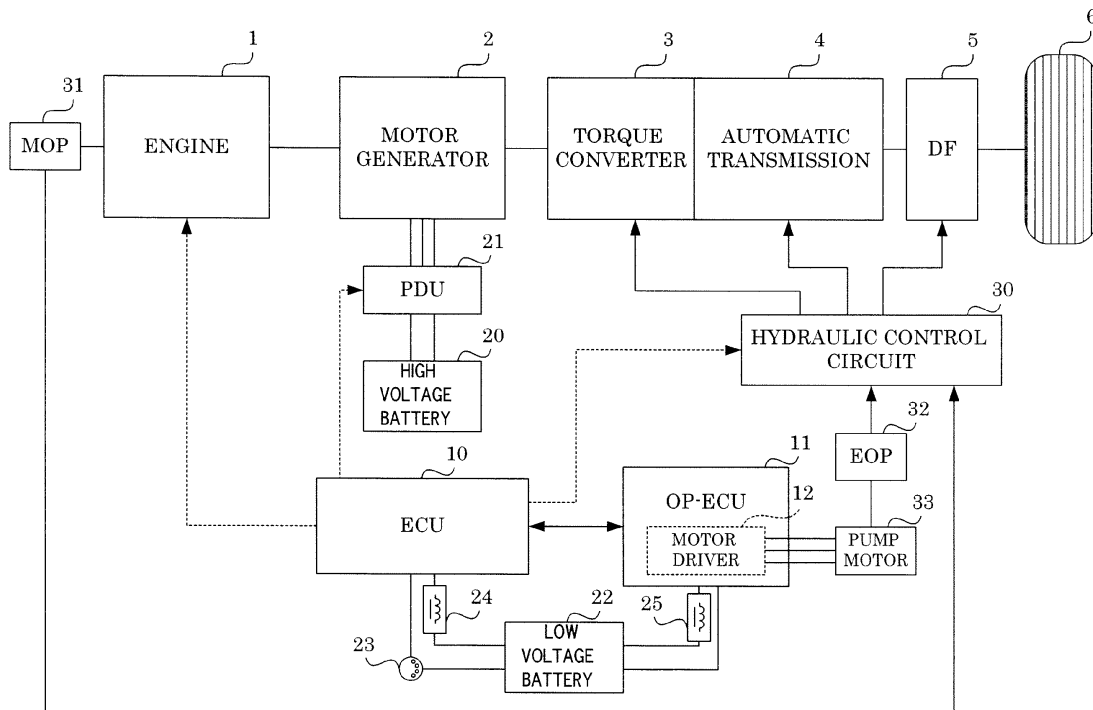 1
2
3
4
5
6
31
MOP
ENGINE
MOTOR
GENERATOR
TORQUE
CONVERTER
AUTOMATIC
TRANSMISSION
DF
21
PDU
30
HYDRAULIC CONTROL
CIRCUIT
20
HIGH
VOLTAGE
BATTERY
32
EOP
10
ECU
11
OP-ECU
12
MOTOR
DRIVER
33
PUMP
MOTOR
24
22
25
LOW
VOLTAGE
BATTERY
23